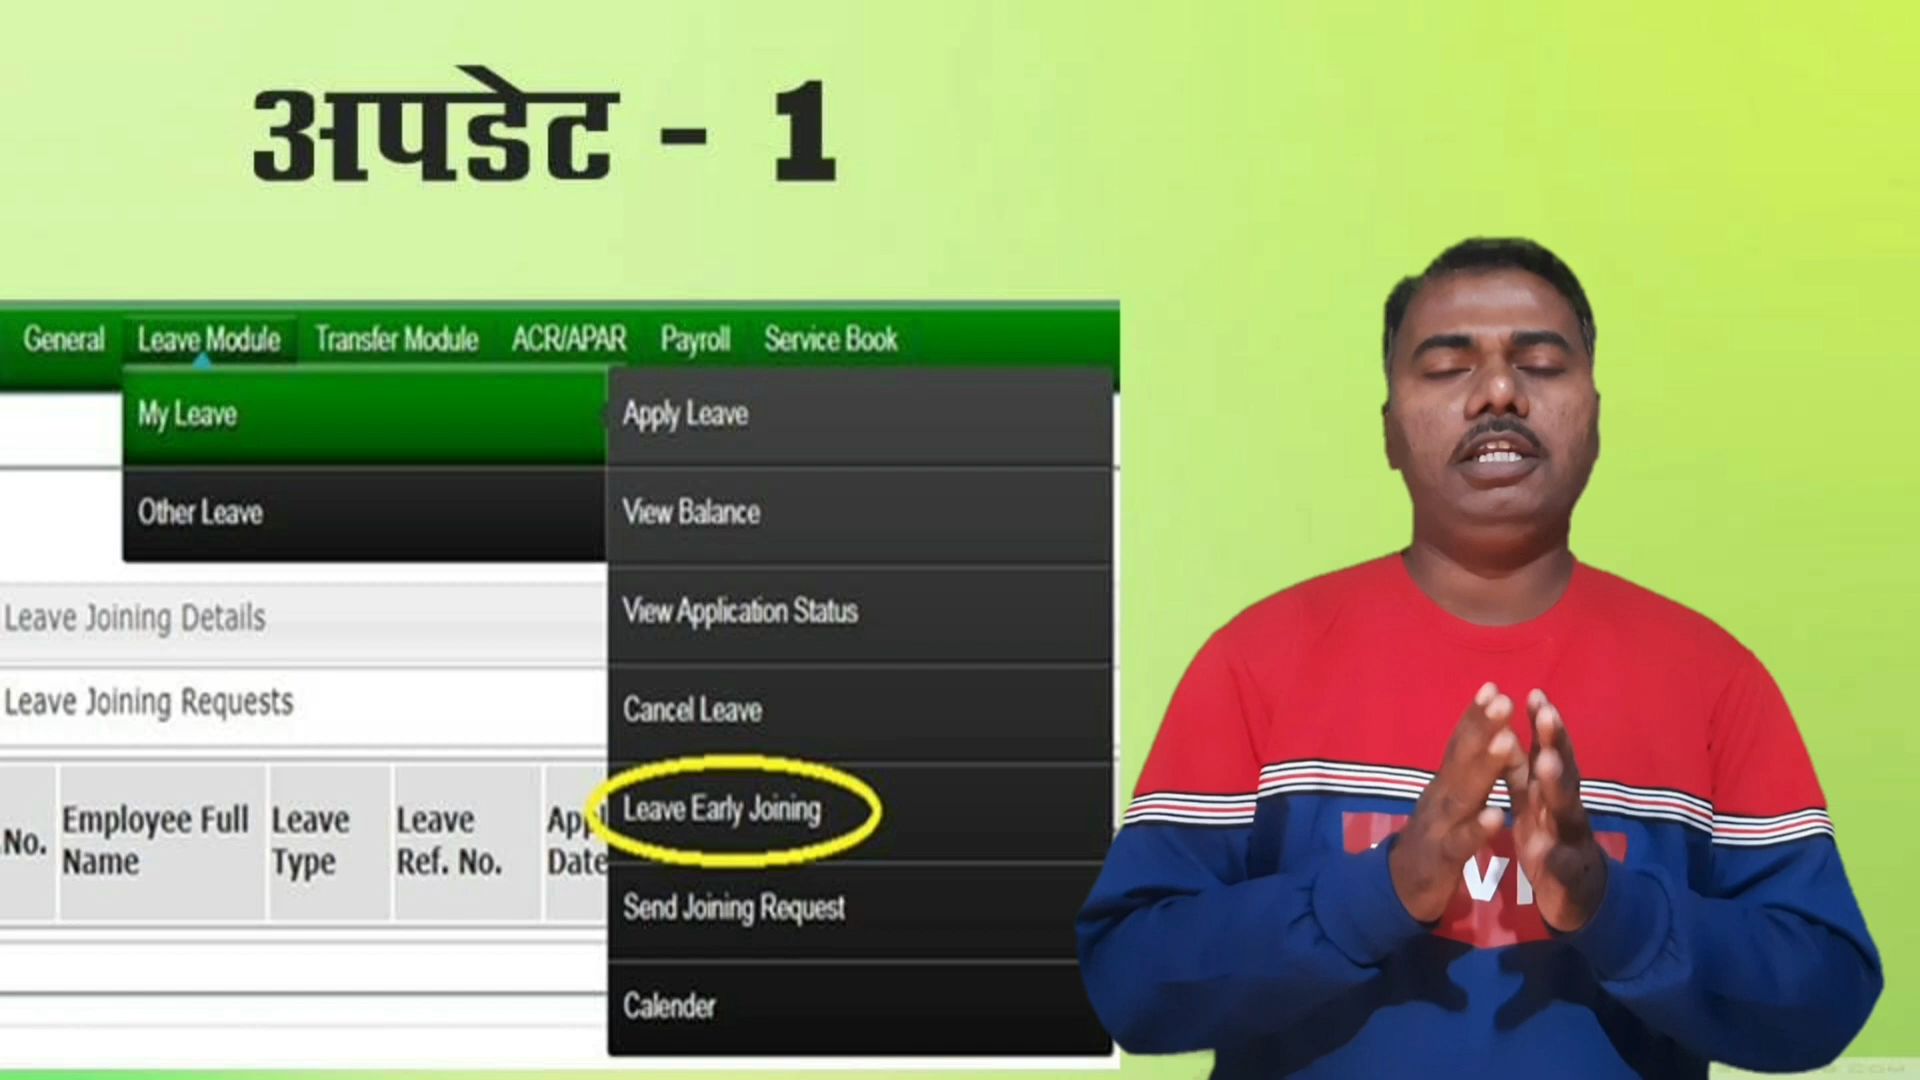 अपडेट - 1
General Leave Module Transfer Module ACR/APAR Payroll Service Book
My Leave
Other Leave
Apply Leave
View Balance
View Application Status
Cancel Leave
Leave Early Joining
Send Joining Request
Calender
Leave Joining Details
Leave Joining Requests
No.
Employee Full
Name
Leave
Type
Leave
Ref. No.
Date